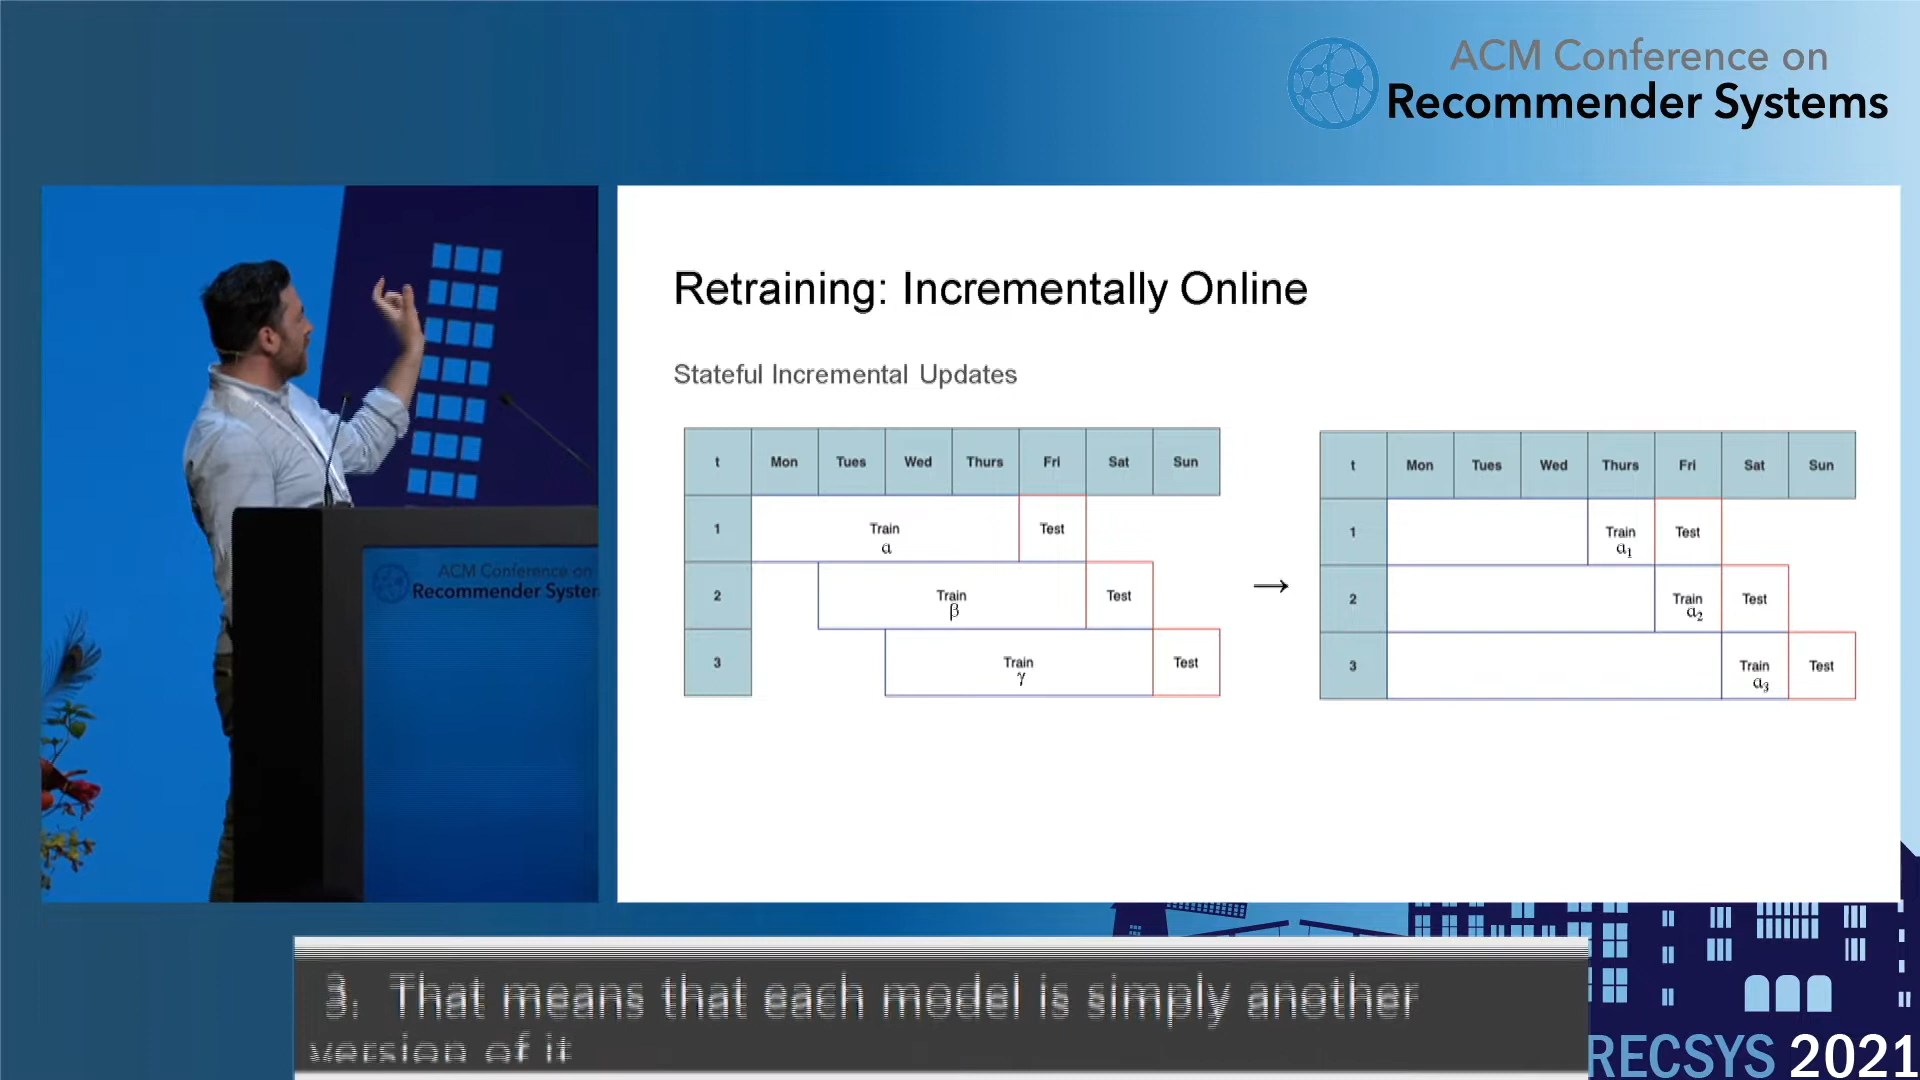 ACM Conference on
Recommender Systems
ACM Conference on
Recommender System
Retraining: Incrementally Online
Stateful Incremental Updates
t Mon Tues Wed Thurs Fri Sat Sun
1 Train α Test
2 Train β Test
3 Train γ Test
→
t Mon Tues Wed Thurs Fri Sat Sun
1 Train α₁ Test
2 Train α₂ Test
3 Train α₃ Test
3. That means that each model is simply another
version of it
RECSYS 2021